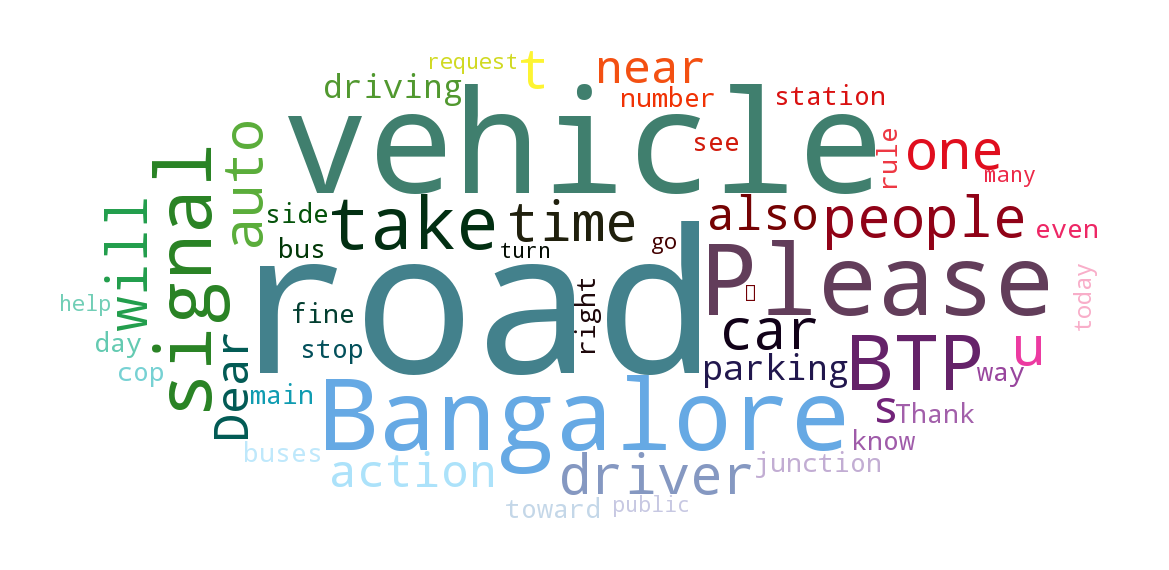 request
t
near
driving
number
station
vehicle
see
rule
one
many
auto
signal
will
side
take
time
also
people
even
bus
turn
go
road
Please
help
fine
right
today
day
stop
car
u
cop
Dear
main
parking
BTP
way
Bangalore
s
Thank
know
buses
action
driver
junction
toward
public